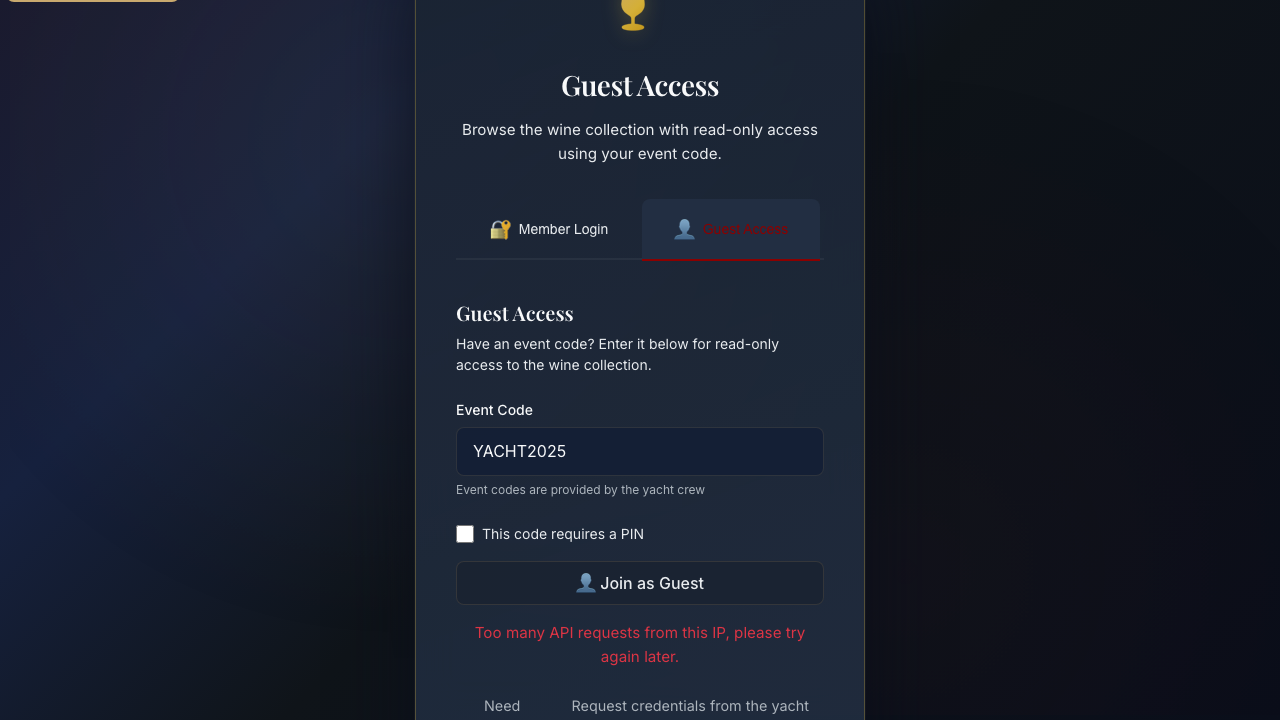 Guest Access
Browse the wine collection with read-only access
using your event code.
Member Login
Guest Access
Guest Access
Have an event code? Enter it below for read-only
access to the wine collection.
Event Code
YACHT2025
Event codes are provided by the yacht crew
This code requires a PIN
Join as Guest
Too many API requests from this IP, please try
again later.
Need
Request credentials from the yacht